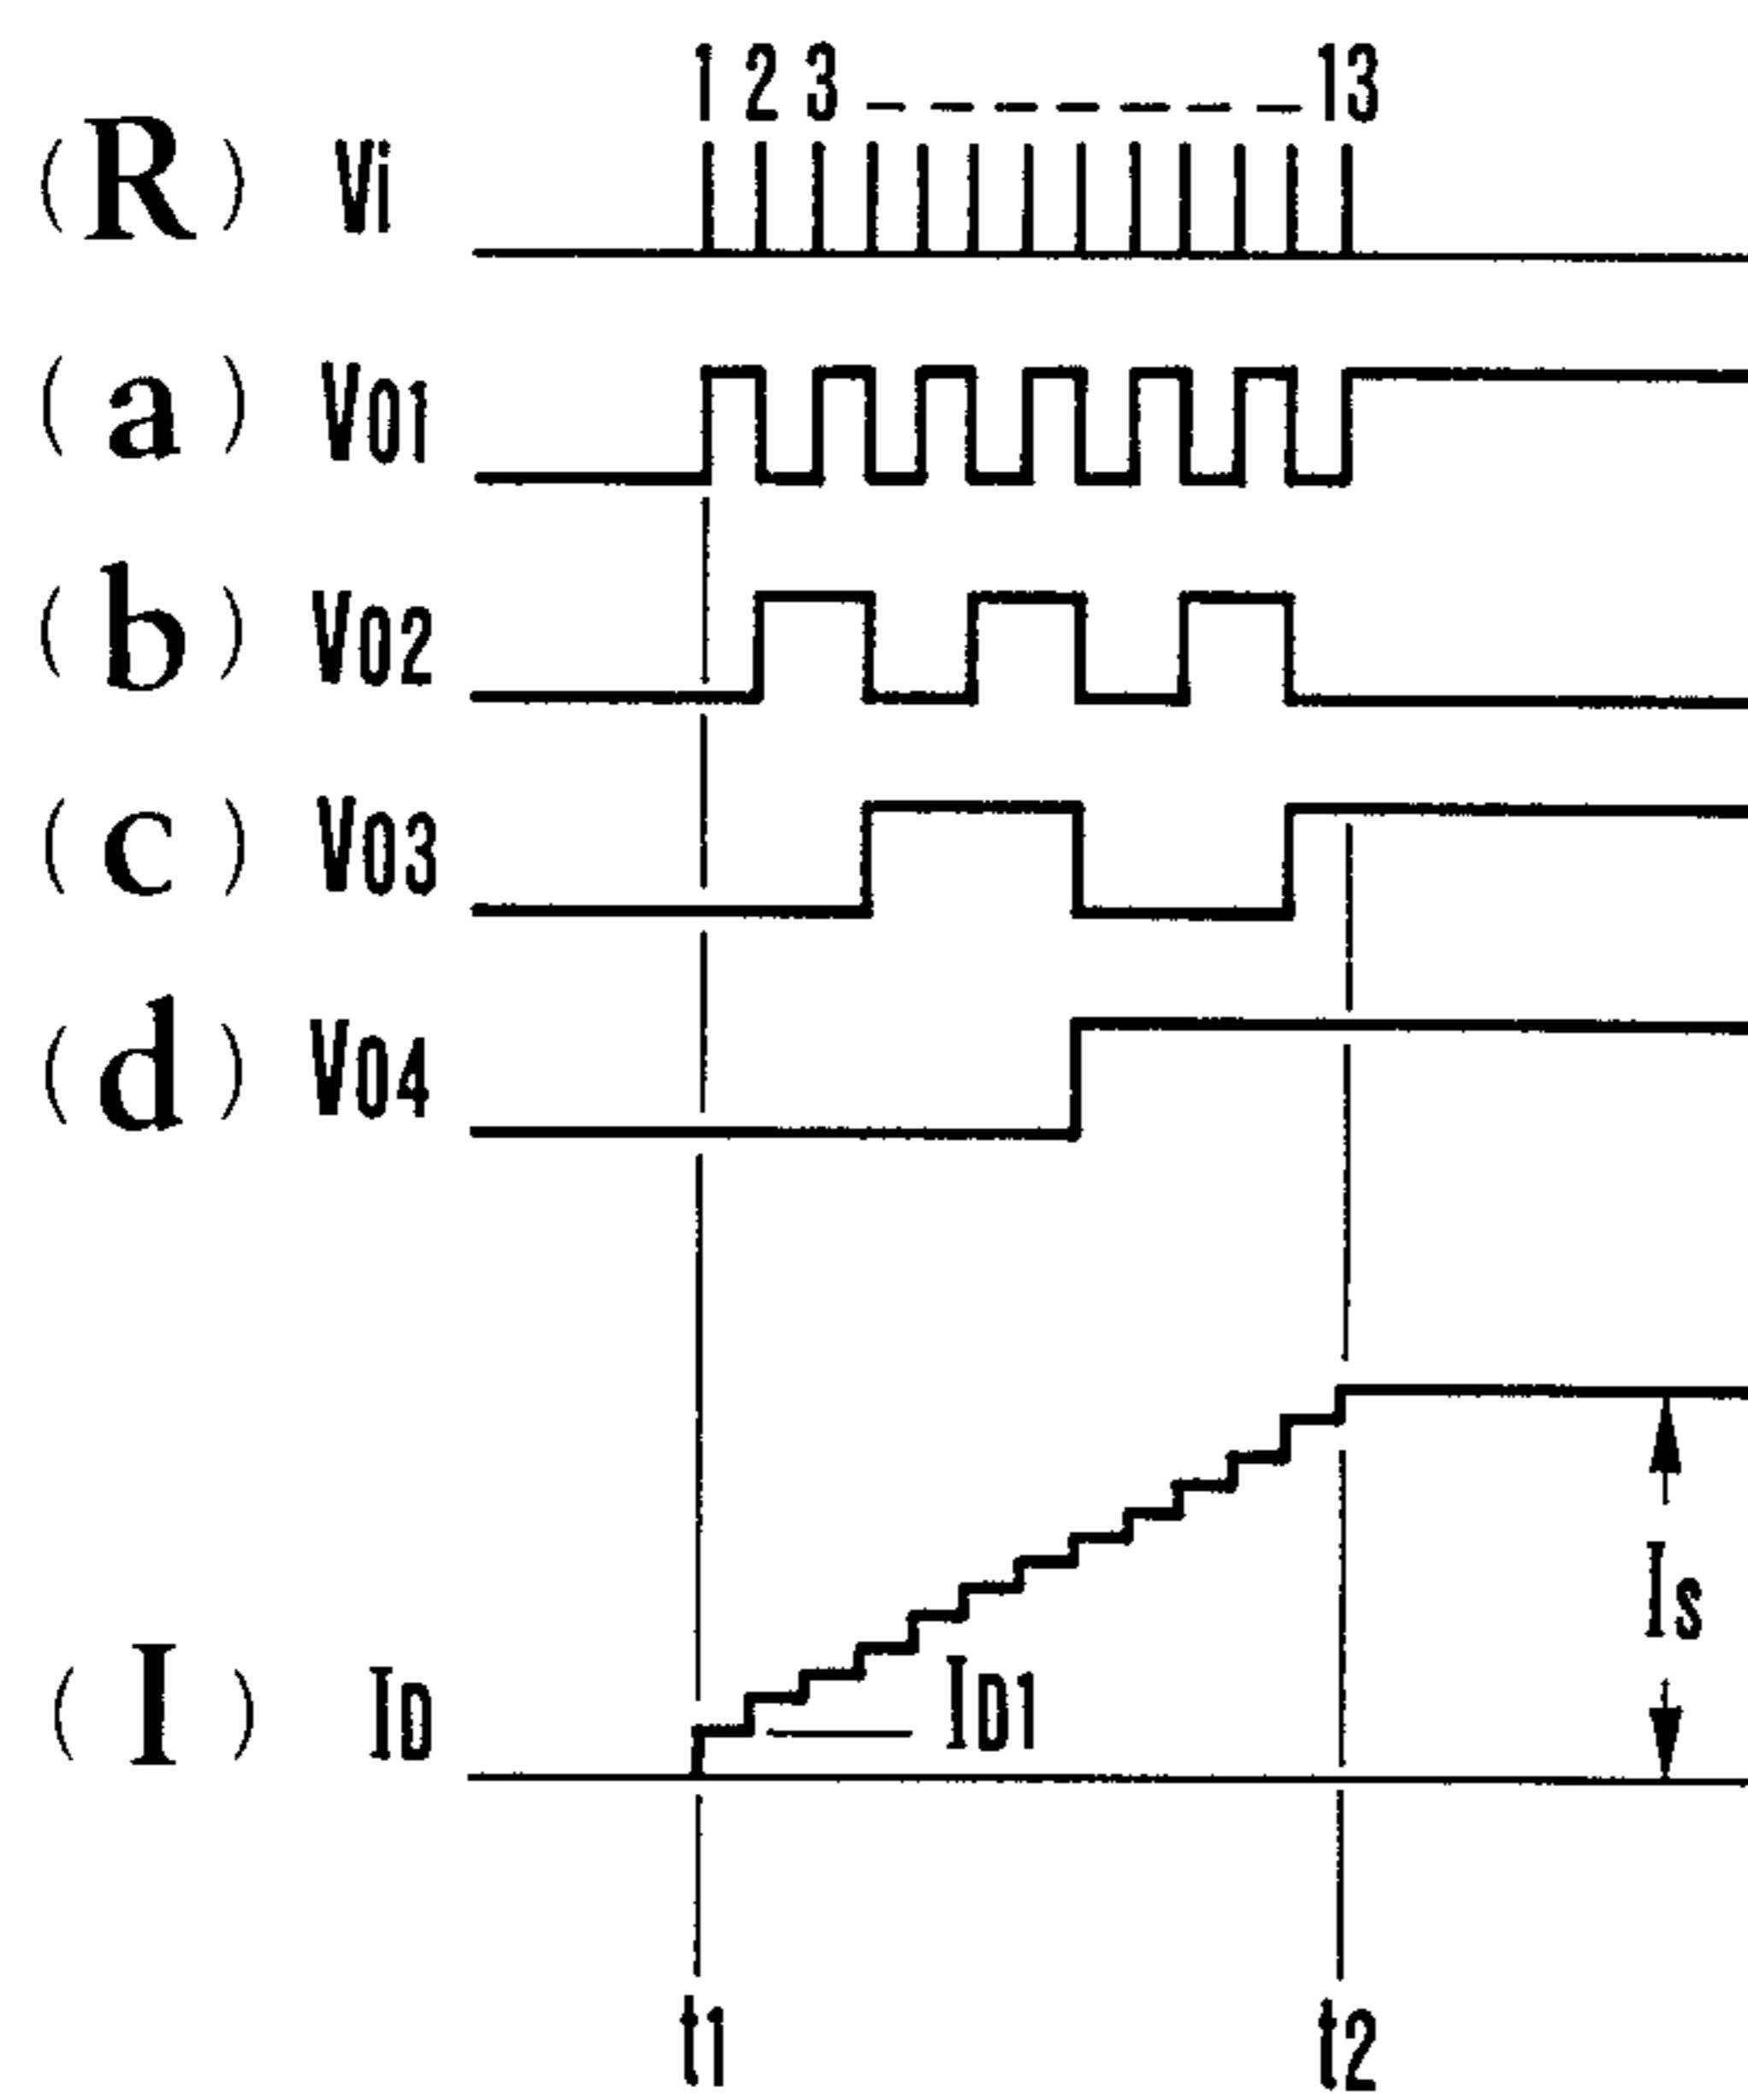 1 2 3 ------- 13
(R) Vi
(a) V01
(b) V02
(c) V03
(d) V04
Is
(I) ID
ID1
t1 t2